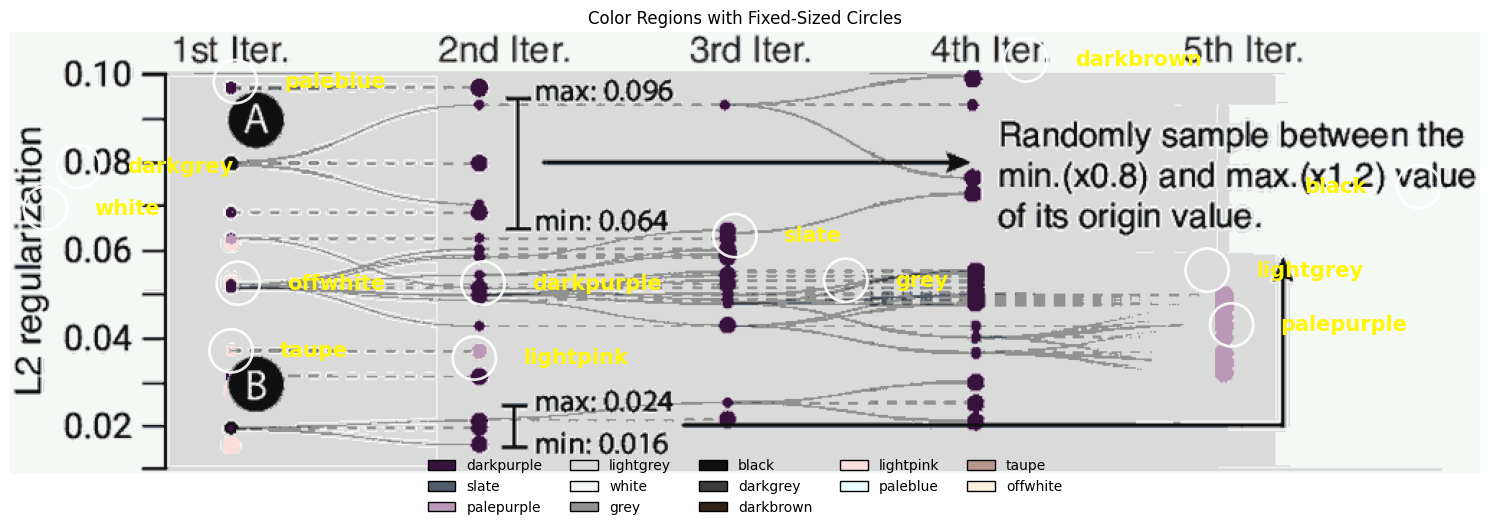 Color Regions with Fixed-Sized Circles
1st Iter.
2nd Iter.
3rd Iter.
4th Iter.
5th Iter.
darkbrown
0.10
paleblue
max: 0.096
A
Randomly sample between the
0.08
darkgrey
min.(x0.8) and max.(x1.2) value
black
white
min: 0.064
of its origin value.
slate
L2 regularization
0.06
offwhite
darkpurple
grey
lightgrey
0.04
taupe
lightpink
palepurple
B
max: 0.024
0.02
min: 0.016
darkpurple
lightgrey
black
lightpink
taupe
slate
white
darkgrey
paleblue
offwhite
palepurple
grey
darkbrown